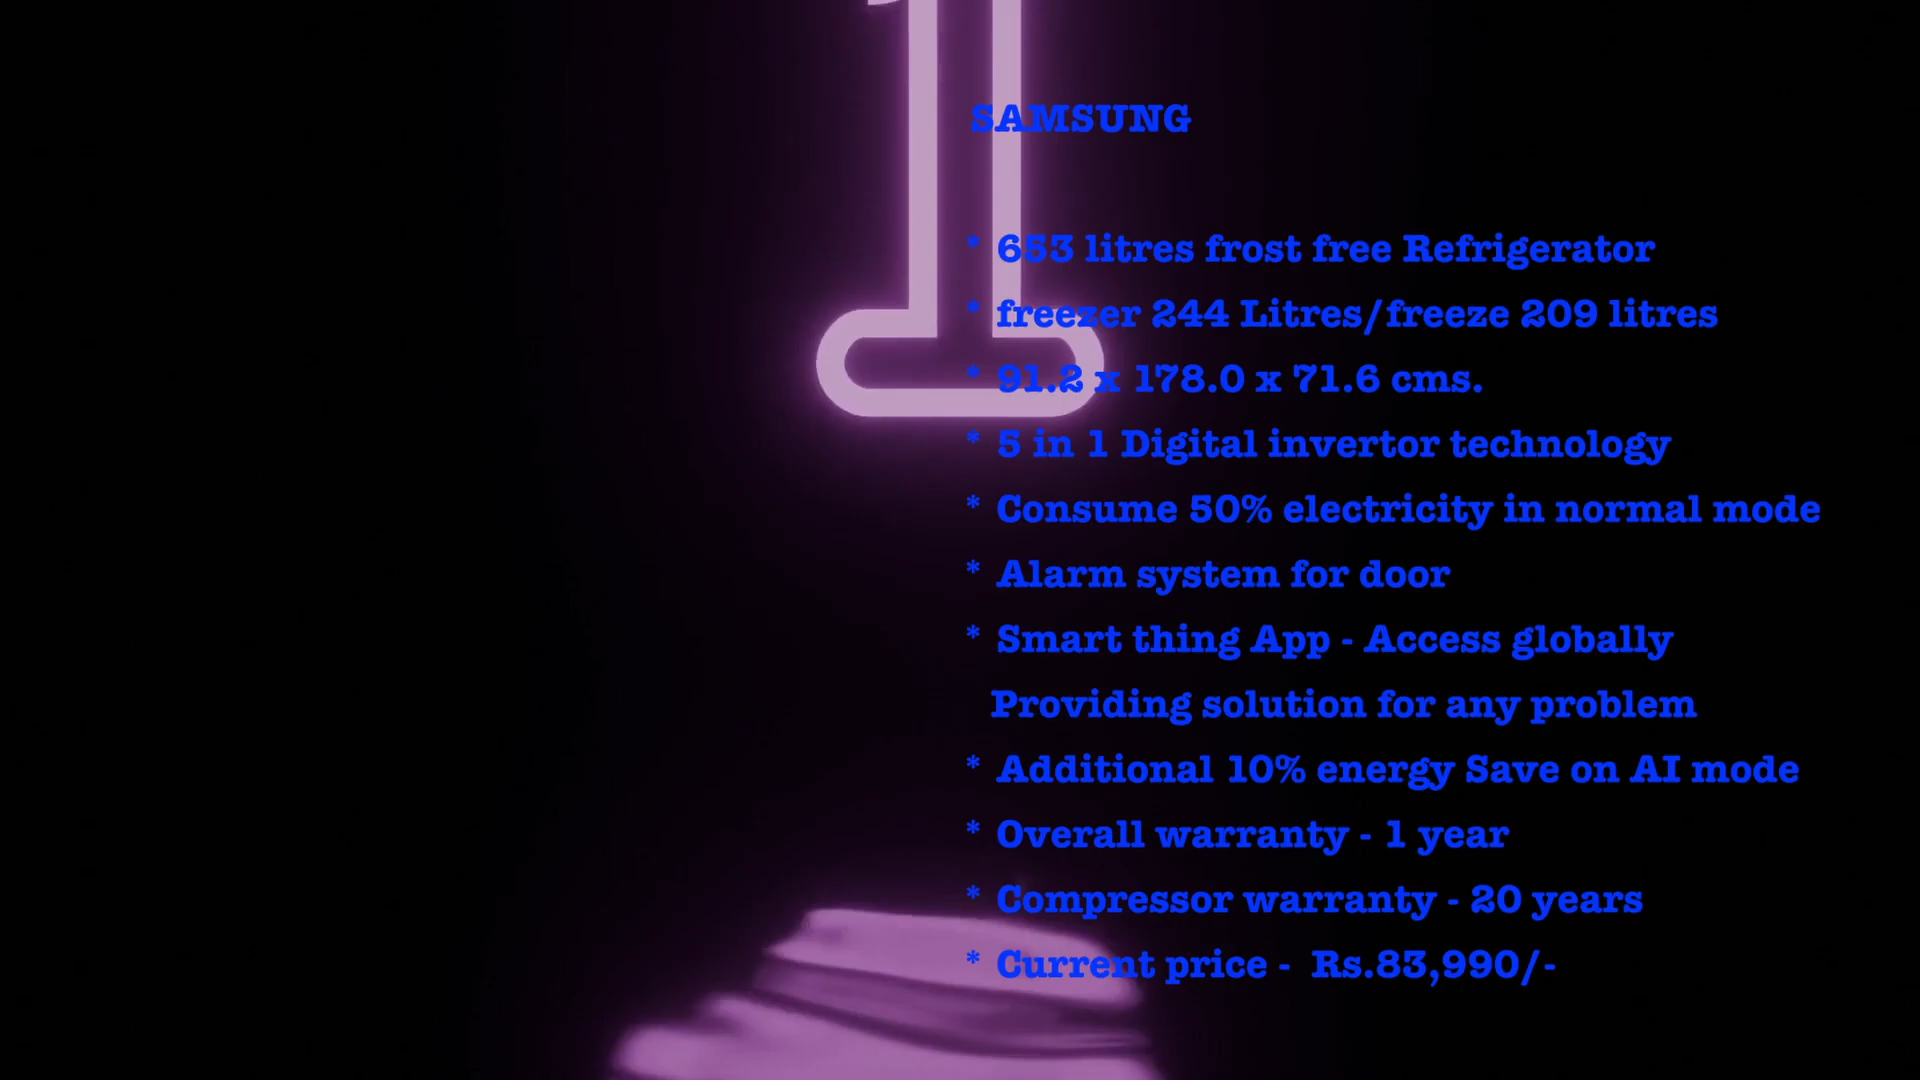 SAMSUNG
* 653 litres frost free Refrigerator
* freezer 244 Litres/freeze 209 litres
* 91.2 x 178.0 x 71.6 cms.
* 5 in 1 Digital invertor technology
* Consume 50% electricity in normal mode
* Alarm system for door
* Smart thing App - Access globally
Providing solution for any problem
* Additional 10% energy Save on AI mode
* Overall warranty - 1 year
* Compressor warranty - 20 years
* Current price - Rs.83,990/-